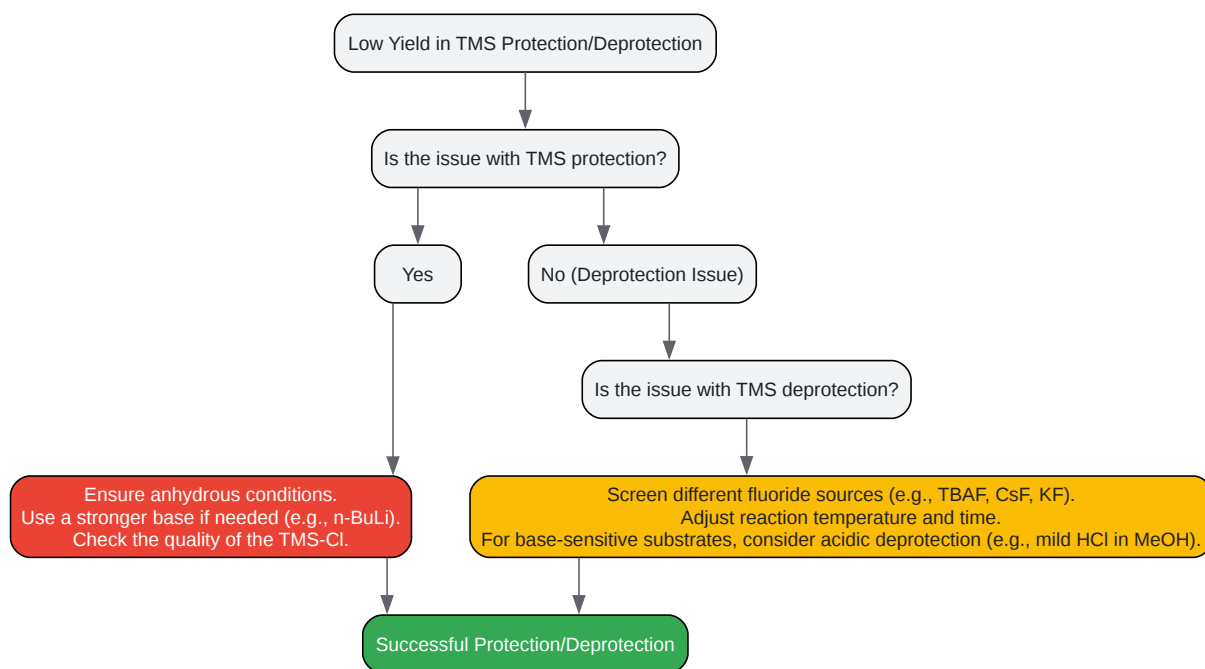 Low Yield in TMS Protection/Deprotection
Is the issue with TMS protection?
Yes
No (Deprotection Issue)
Is the issue with TMS deprotection?
Ensure anhydrous conditions.
Use a stronger base if needed (e.g., n-BuLi).
Check the quality of the TMS-Cl.
Screen different fluoride sources (e.g., TBAF, CsF, KF).
Adjust reaction temperature and time.
For base-sensitive substrates, consider acidic deprotection (e.g., mild HCl in MeOH).
Successful Protection/Deprotection